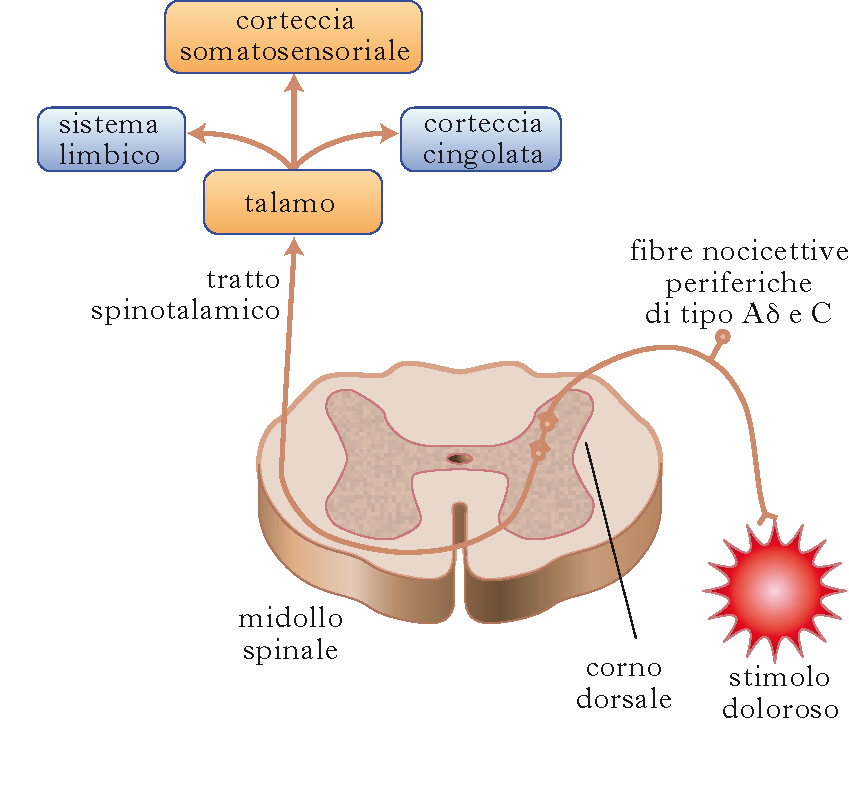 corteccia
somatosensoriale
sistema
limbico
corteccia
cingolata
talamo
tratto
spinotalamico
fibre nocicettive
periferiche
di tipo Aδ e C
midollo
spinale
corno
dorsale
stimolo
doloroso